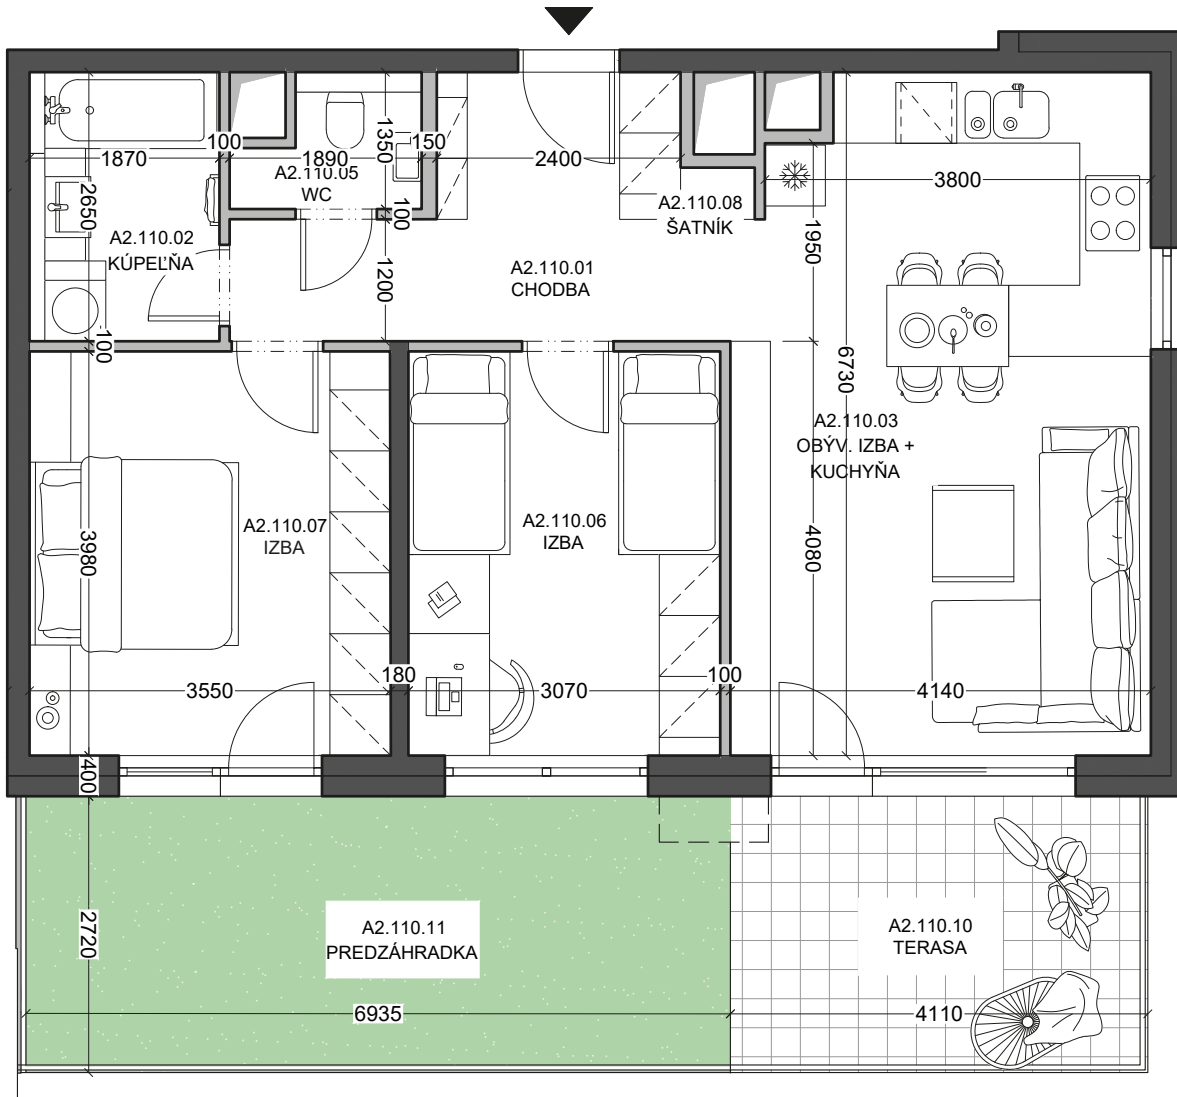 100
1870
1890
1350
150
2400
3800
A2.110.05
WC
A2.110.08
ŠATNÍK
2650
A2.110.02
KÚPEĽŇA
100
1200
A2.110.01
CHODBA
1950
100
6730
A2.110.03
OBÝV. IZBA +
KUCHYŇA
3980
A2.110.07
IZBA
A2.110.06
IZBA
4080
3550
180
3070
100
4140
400
2720
A2.110.11
PREDZÁHRADKA
A2.110.10
TERASA
6935
4110